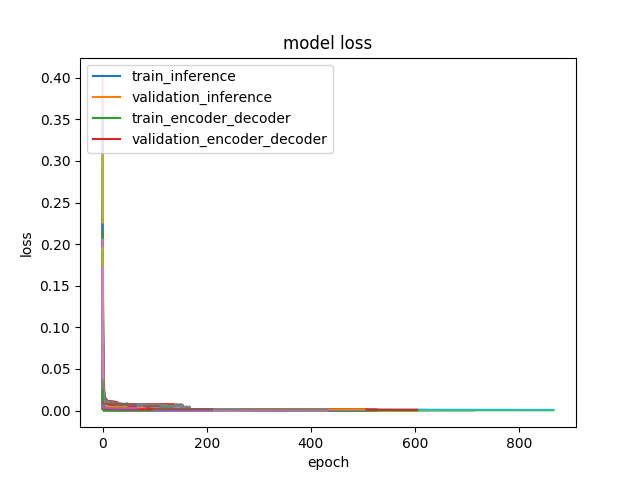 model loss
train_inference
validation_inference
train_encoder_decoder
validation_encoder_decoder
0.40
0.35
0.30
0.25
0.20
0.15
0.10
0.05
0.00
loss
0 200 400 600 800
epoch